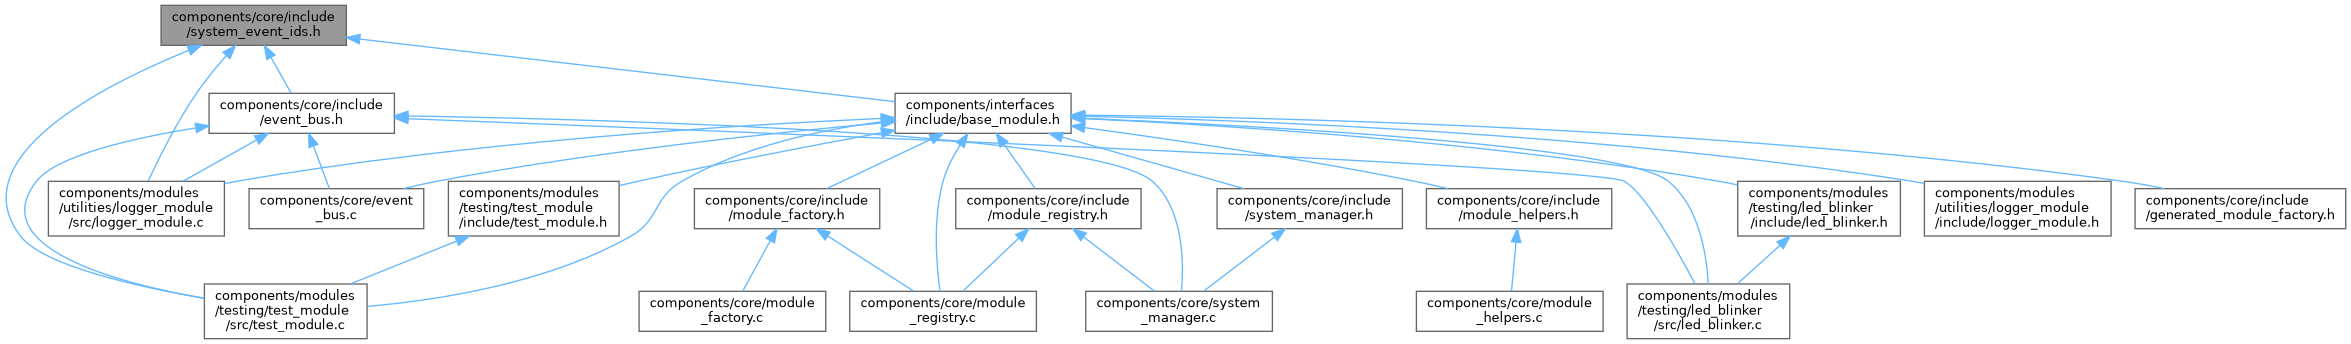 components/core/include
/system_event_ids.h
components/core/include
/event_bus.h
components/interfaces
/include/base_module.h
components/modules
/utilities/logger_module
/src/logger_module.c
components/core/event
_bus.c
components/modules
/testing/test_module
/include/test_module.h
components/core/include
/module_factory.h
components/core/include
/module_registry.h
components/core/include
/system_manager.h
components/core/include
/module_helpers.h
components/modules
/testing/led_blinker
/include/led_blinker.h
components/modules
/utilities/logger_module
/include/logger_module.h
components/core/include
/generated_module_factory.h
components/modules
/testing/test_module
/src/test_module.c
components/core/module
_factory.c
components/core/module
_registry.c
components/core/system
_manager.c
components/core/module
_helpers.c
components/modules
/testing/led_blinker
/src/led_blinker.c